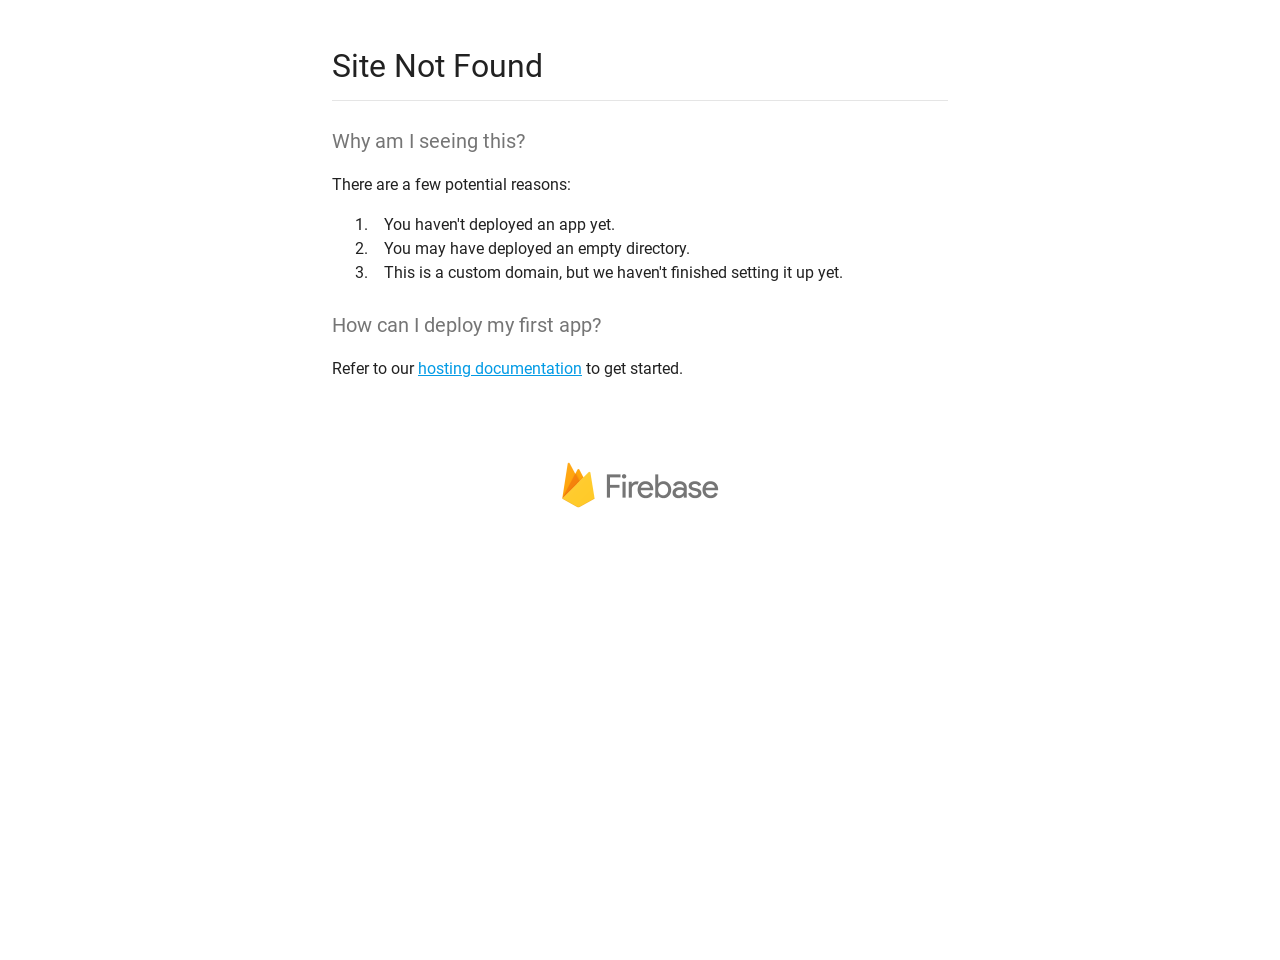 Site Not Found
Why am I seeing this?
There are a few potential reasons:
1. You haven't deployed an app yet.
2. You may have deployed an empty directory.
3. This is a custom domain, but we haven't finished setting it up yet.
How can I deploy my first app?
Refer to our hosting documentation to get started.
Firebase